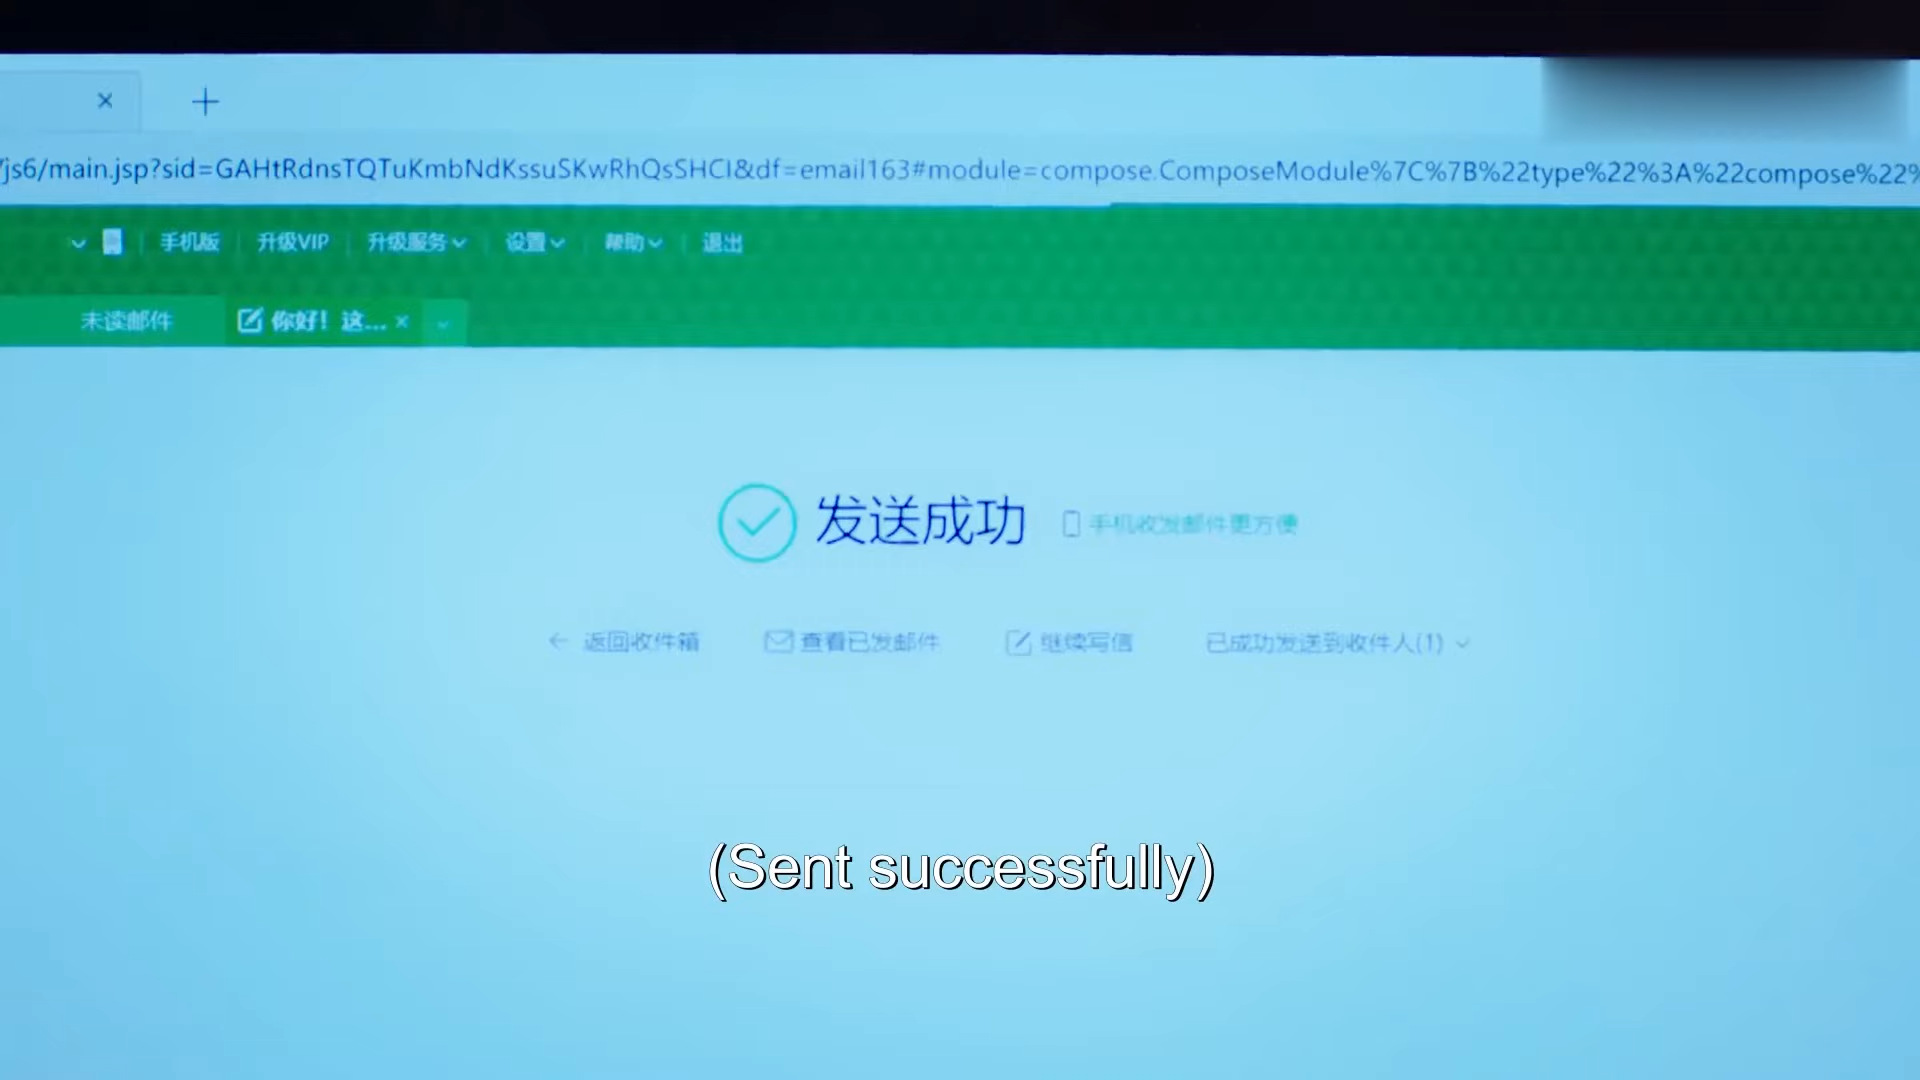 /js6/main.jsp?sid=GAHtRdnsTQTuKmbNdKssuSKwRhQsSHCI&df=email163#module=compose.ComposeModule%7C%7B%22type%22%3A%22compose%22%
手机版 升级VIP 升级服务 设置 帮助 退出
未读邮件 你好！这...
发送成功 手机收发邮件更方便
返回收件箱 查看已发邮件 继续写信 已成功发送到收件人(1)
(Sent successfully)